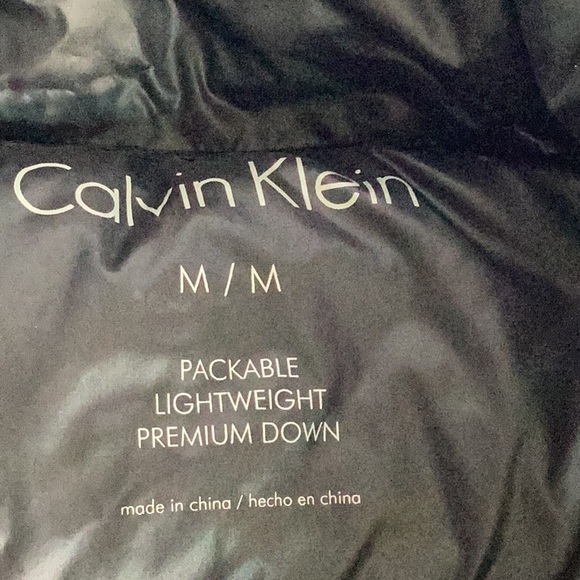 Calvin Klein
M / M
PACKABLE
LIGHTWEIGHT
PREMIUM DOWN
made in china / hecho en china